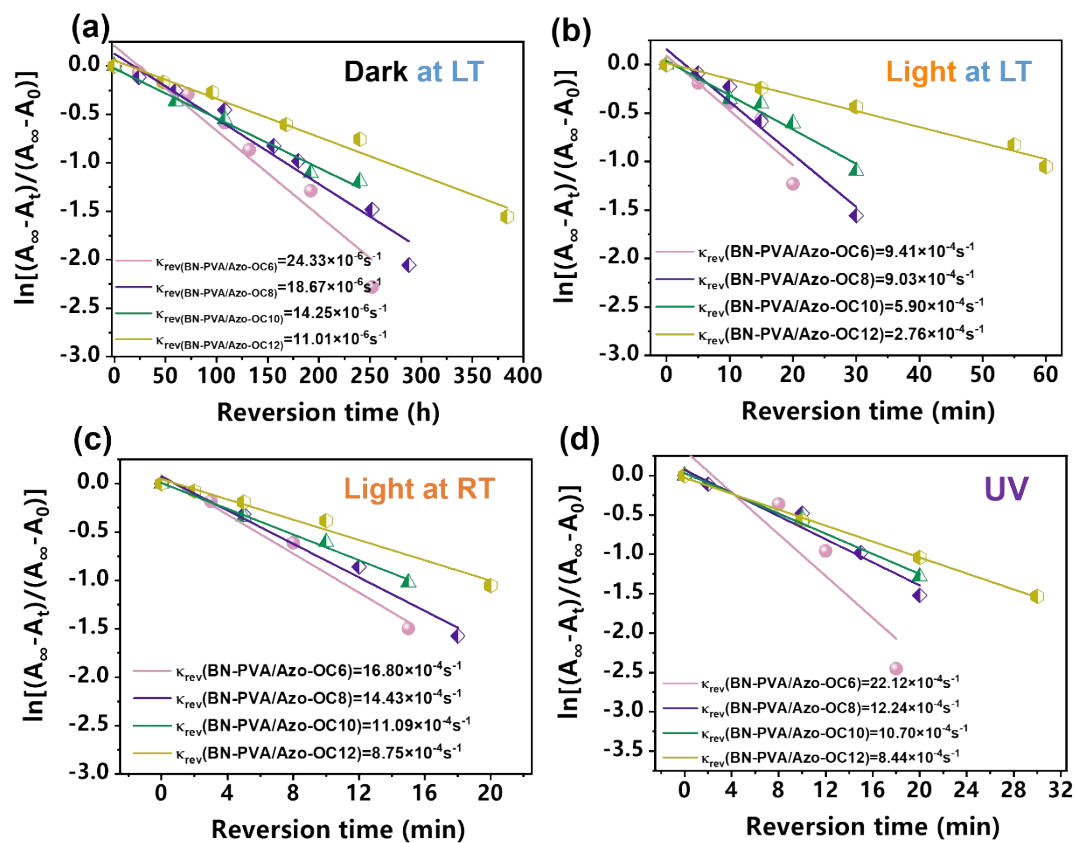 (a)
Dark at LT
ln[(A∞-At)/(A∞-A0)]
0.0
-0.5
-1.0
-1.5
-2.0
-2.5
-3.0
κrev(BN-PVA/Azo-OC6)=24.33×10-6s-1
κrev(BN-PVA/Azo-OC8)=18.67×10-6s-1
κrev(BN-PVA/Azo-OC10)=14.25×10-6s-1
κrev(BN-PVA/Azo-OC12)=11.01×10-6s-1
0 50 100 150 200 250 300 350 400
Reversion time (h)
(b)
Light at LT
ln[(A∞-At)/(A∞-A0)]
0.0
-0.5
-1.0
-1.5
-2.0
-2.5
-3.0
κrev(BN-PVA/Azo-OC6)=9.41×10-4s-1
κrev(BN-PVA/Azo-OC8)=9.03×10-4s-1
κrev(BN-PVA/Azo-OC10)=5.90×10-4s-1
κrev(BN-PVA/Azo-OC12)=2.76×10-4s-1
0 10 20 30 40 50 60
Reversion time (min)
(c)
Light at RT
ln[(A∞-At)/(A∞-A0)]
0.0
-0.5
-1.0
-1.5
-2.0
-2.5
-3.0
κrev(BN-PVA/Azo-OC6)=16.80×10-4s-1
κrev(BN-PVA/Azo-OC8)=14.43×10-4s-1
κrev(BN-PVA/Azo-OC10)=11.09×10-4s-1
κrev(BN-PVA/Azo-OC12)=8.75×10-4s-1
0 5 10 15 20
Reversion time (min)
(d)
UV
ln[(A∞-At)/(A∞-A0)]
0.0
-0.5
-1.0
-1.5
-2.0
-2.5
-3.0
-3.5
κrev(BN-PVA/Azo-OC6)=22.12×10-4s-1
κrev(BN-PVA/Azo-OC8)=12.24×10-4s-1
κrev(BN-PVA/Azo-OC10)=10.70×10-4s-1
κrev(BN-PVA/Azo-OC12)=8.44×10-4s-1
0 4 8 12 16 20 24 28 32
Reversion time (min)